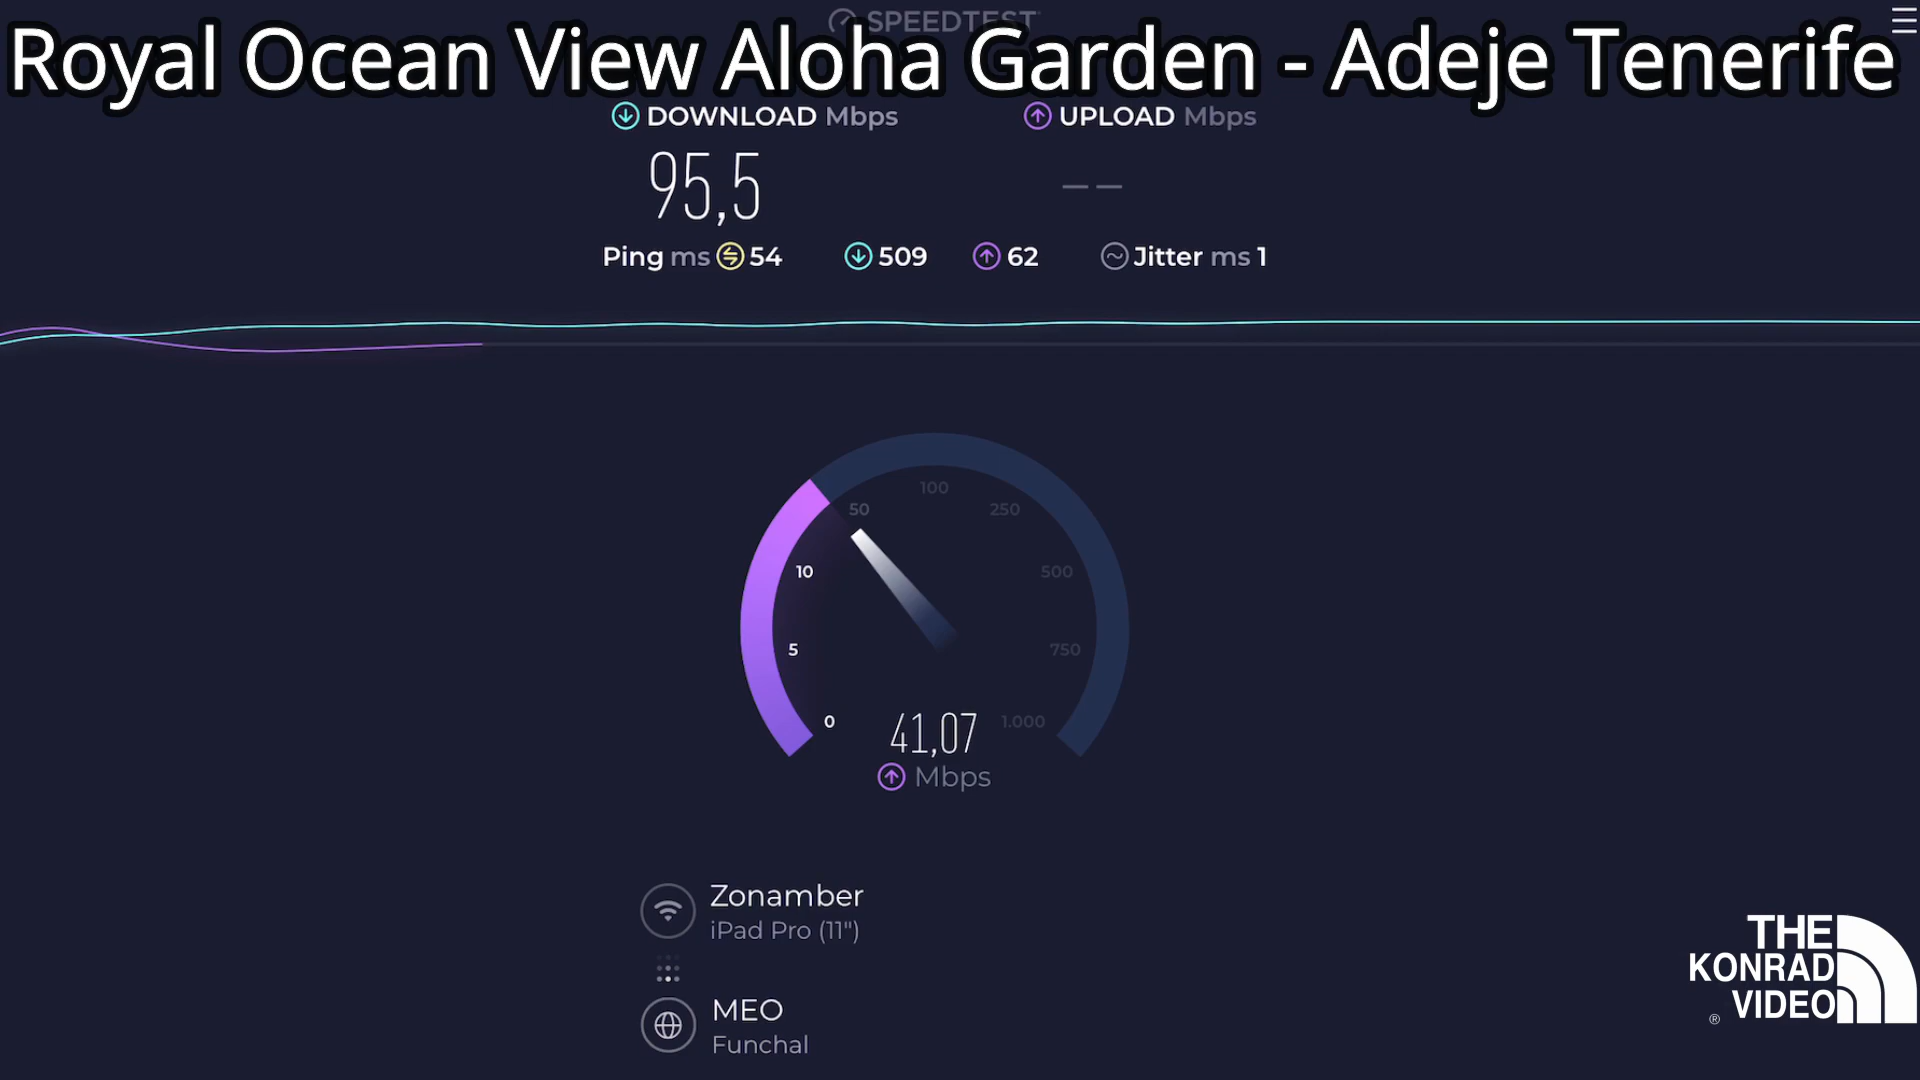 SPEEDTEST
Royal Ocean View Aloha Garden - Adeje Tenerife
DOWNLOAD Mbps
UPLOAD Mbps
95,5
— —
Ping ms 54 509 62 Jitter ms 1
100
50
250
10
500
5
750
0
41,07
1.000
Mbps
Zonamber
iPad Pro (11")
MEO
Funchal
THE
KONRAD
VIDEO
®